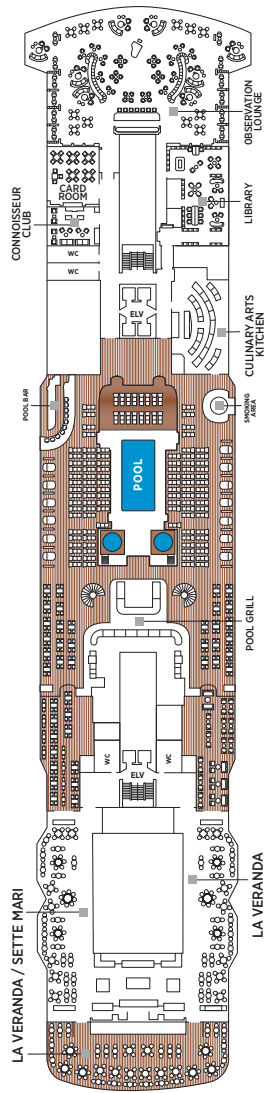 OBSERVATION
LOUNGE
CARD
ROOM
LIBRARY
CONNOISSEUR
CLUB
WC
WC
ELV
CULINARY ARTS
KITCHEN
POOL BAR
SMOKING
AREA
POOL
POOL GRILL
WC
WC
ELV
LA VERANDA / SETTE MARI
LA VERANDA